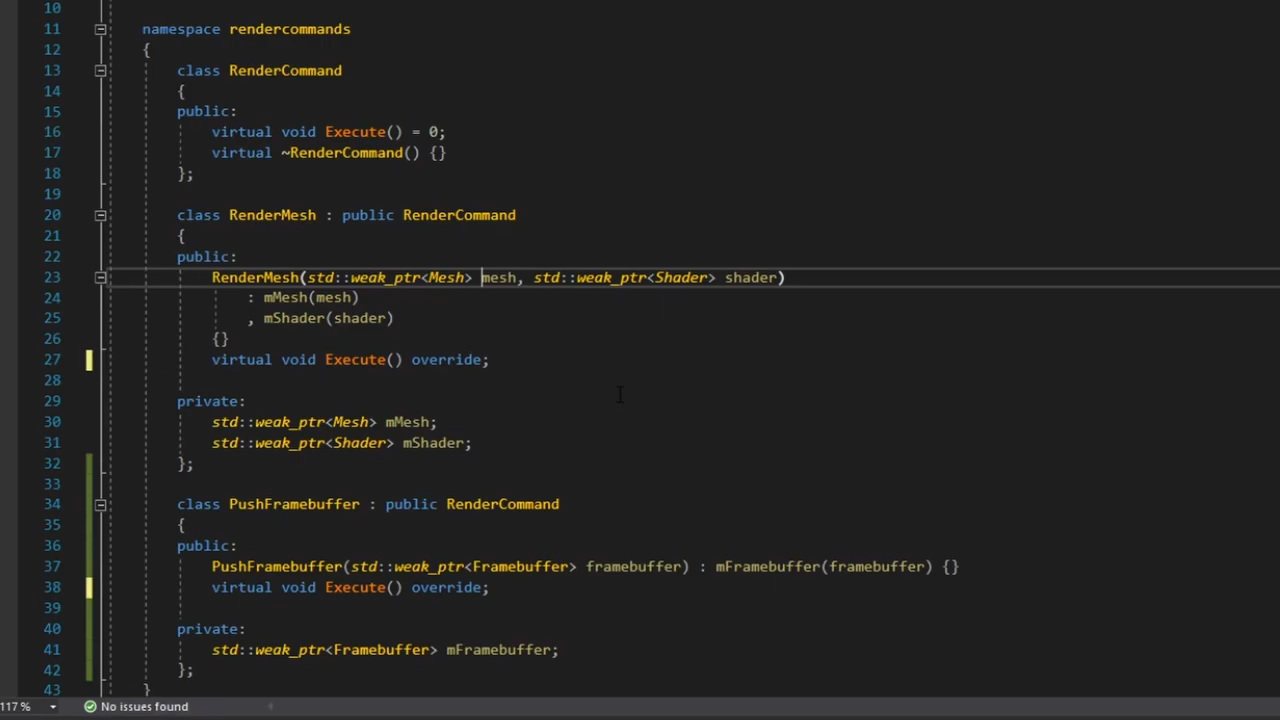 10
11 namespace rendercommands
12 {
13 class RenderCommand
14 {
15 public:
16 virtual void Execute() = 0;
17 virtual ~RenderCommand() {}
18 };
19
20 class RenderMesh : public RenderCommand
21 {
22 public:
23 RenderMesh(std::weak_ptr<Mesh> mesh, std::weak_ptr<Shader> shader)
24 : mMesh(mesh)
25 , mShader(shader)
26 {}
27 virtual void Execute() override;
28
29 private:
30 std::weak_ptr<Mesh> mMesh;
31 std::weak_ptr<Shader> mShader;
32 };
33
34 class PushFramebuffer : public RenderCommand
35 {
36 public:
37 PushFramebuffer(std::weak_ptr<Framebuffer> framebuffer) : mFramebuffer(framebuffer) {}
38 virtual void Execute() override;
39
40 private:
41 std::weak_ptr<Framebuffer> mFramebuffer;
42 };
43 }
117 % No issues found